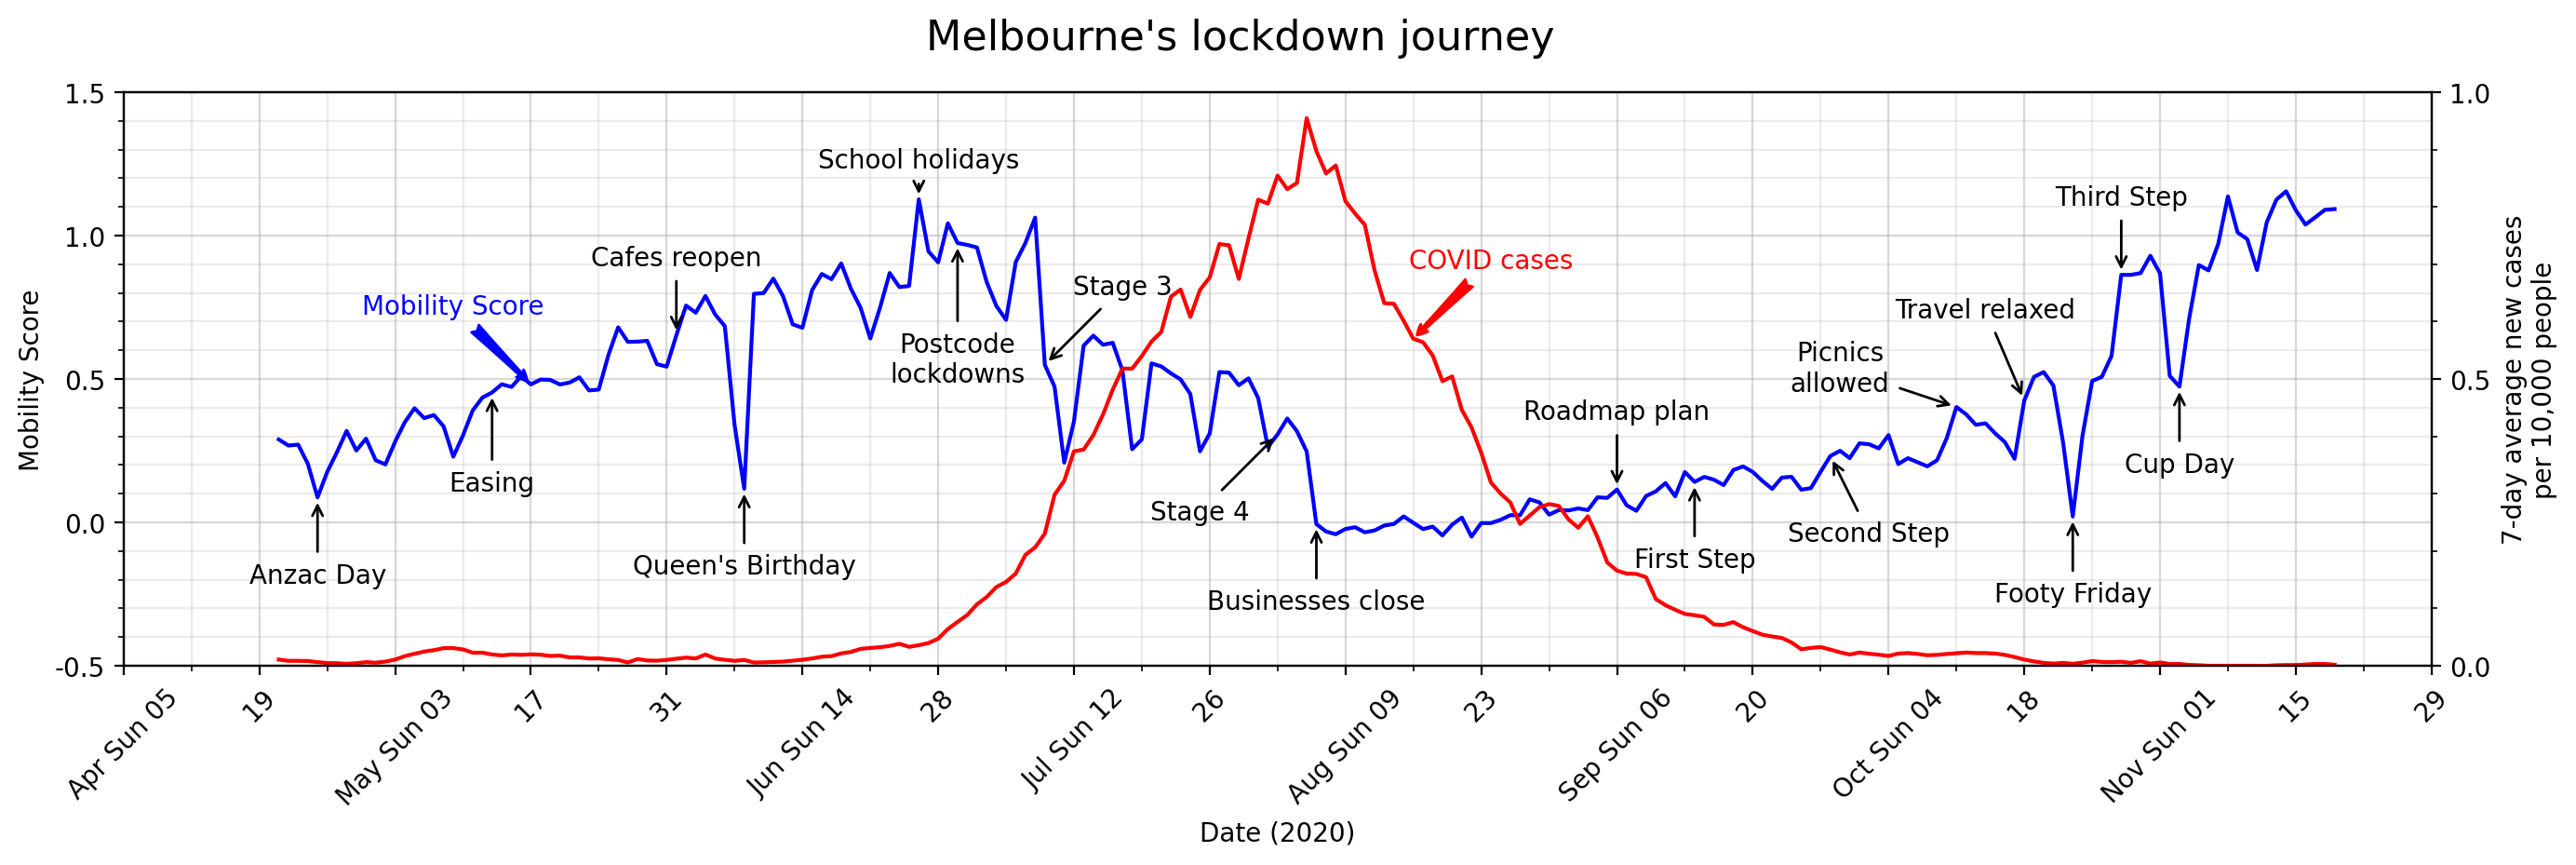 Melbourne's lockdown journey
1.5
1.0
0.5
0.0
-0.5
Mobility Score
1.0
0.5
0.0
7-day average new cases
per 10,000 people
School holidays
Third Step
Cafes reopen
COVID cases
Stage 3
Mobility Score
Travel relaxed
Postcode
lockdowns
Picnics
allowed
Roadmap plan
Easing
Cup Day
Stage 4
Second Step
Queen's Birthday
First Step
Anzac Day
Businesses close
Footy Friday
Apr Sun 05
19
May Sun 03
17
31
Jun Sun 14
28
Jul Sun 12
26
Aug Sun 09
23
Sep Sun 06
20
Oct Sun 04
18
Nov Sun 01
15
29
Date (2020)